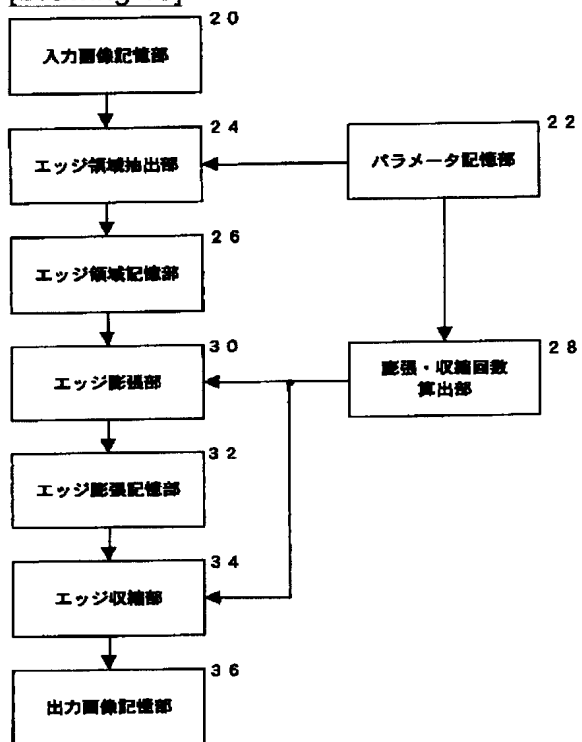 20
入力画像記憶部
24
エッジ領域抽出部
22
パラメータ記憶部
26
エッジ領域記憶部
30
エッジ膨張部
28
膨張・収縮回数
算出部
32
エッジ膨張記憶部
34
エッジ収縮部
36
出力画像記憶部